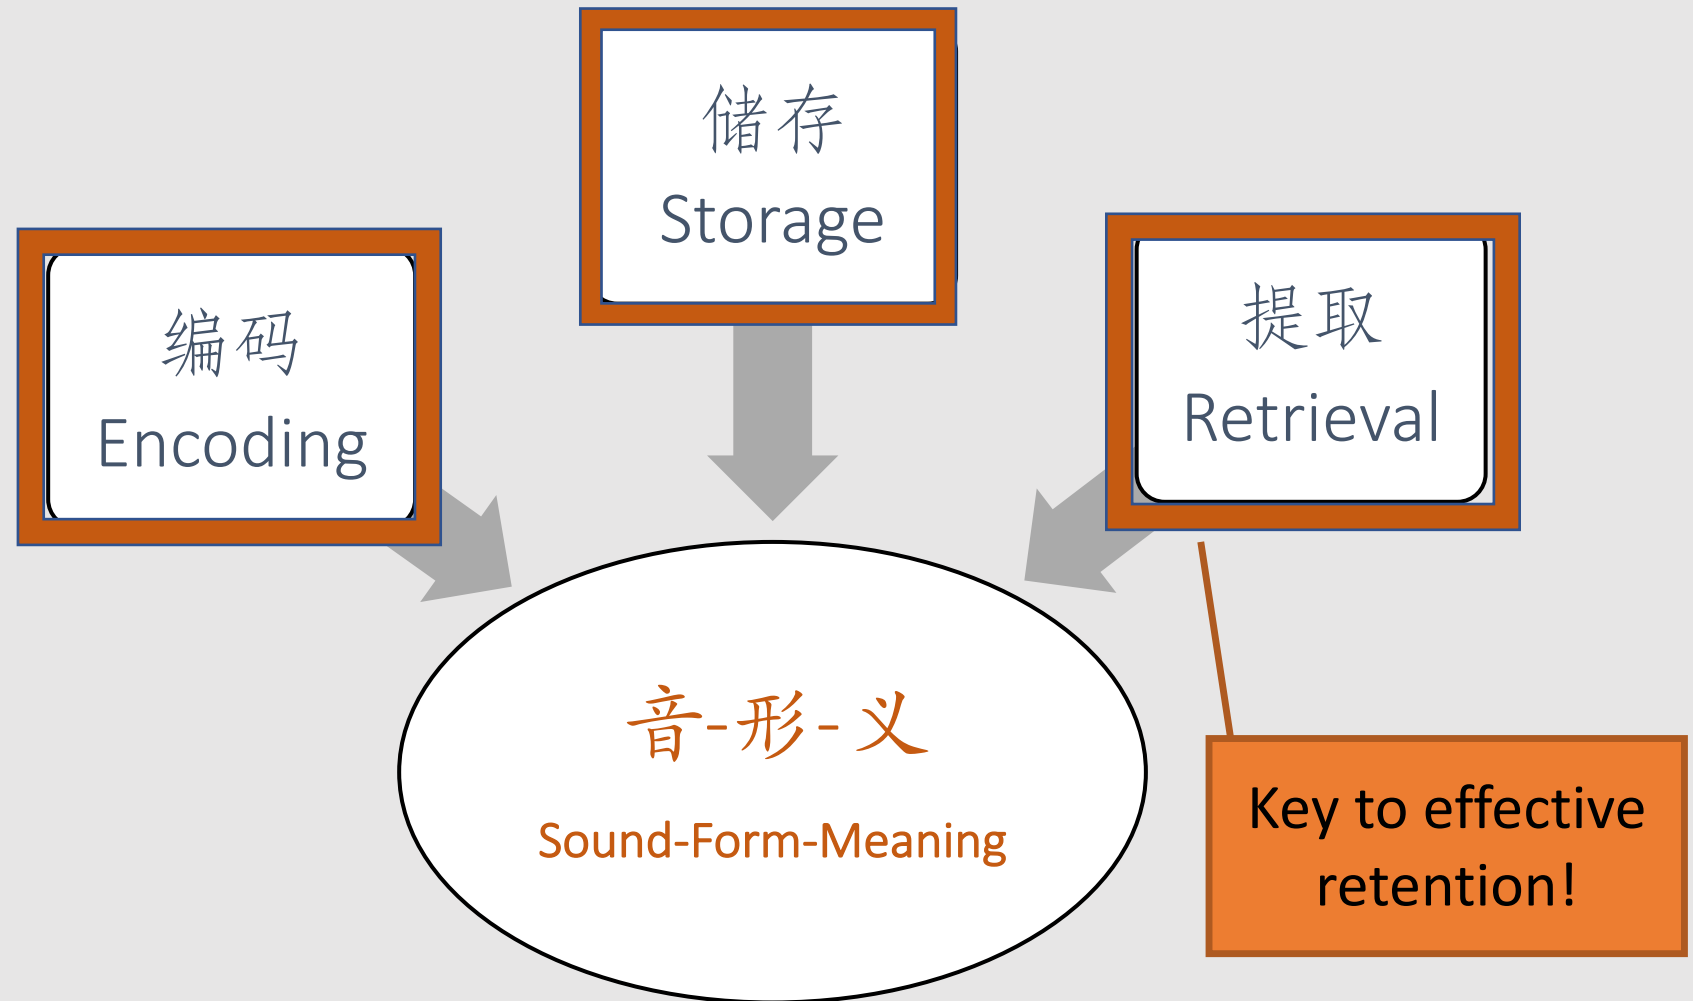 储存
Storage
编码
Encoding
提取
Retrieval
音-形-义
Sound-Form-Meaning
Key to effective
retention!